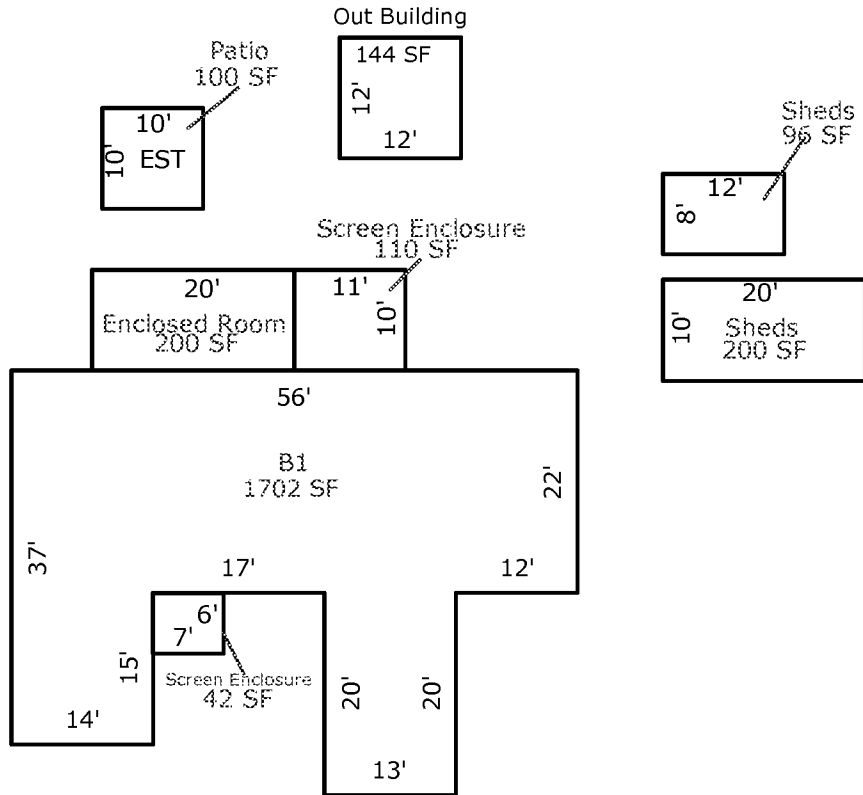 Out Building
144 SF
12'
12'
Patio
100 SF
10'
10'
EST
Sheds
96 SF
12'
8'
Screen Enclosure
110 SF
11'
10'
20'
Enclosed Room
200 SF
20'
10'
Sheds
200 SF
56'
B1
1702 SF
22'
37'
17'
12'
6'
7'
15'
Screen Enclosure
42 SF
14'
20'
20'
13'